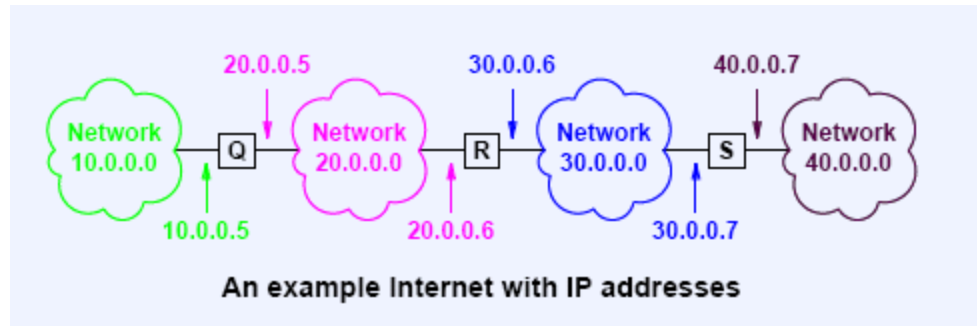 20.0.0.5 30.0.0.6 40.0.0.7
Network Network Network Network
10.0.0.0 Q 20.0.0.0 R 30.0.0.0 S 40.0.0.0
10.0.0.5 20.0.0.6 30.0.0.7
An example Internet with IP addresses